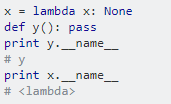 x = lambda x: None
def y(): pass
print y.__name__
# y
print x.__name__
# <lambda>